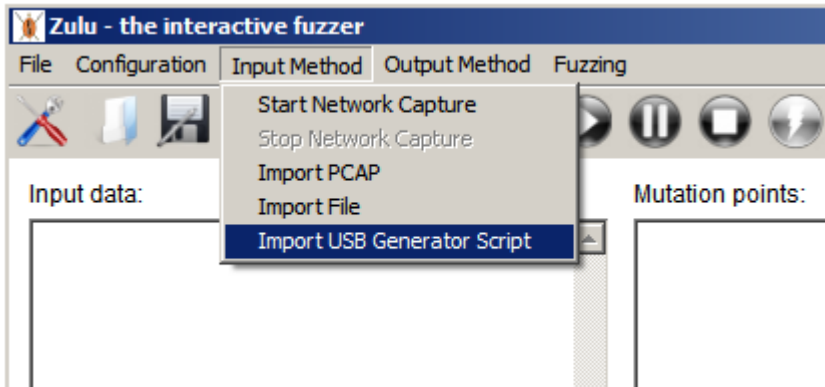 Zulu - the interactive fuzzer
File Configuration Input Method Output Method Fuzzing
Start Network Capture
Stop Network Capture
Import PCAP
Import File
Import USB Generator Script
Input data:
Mutation points: